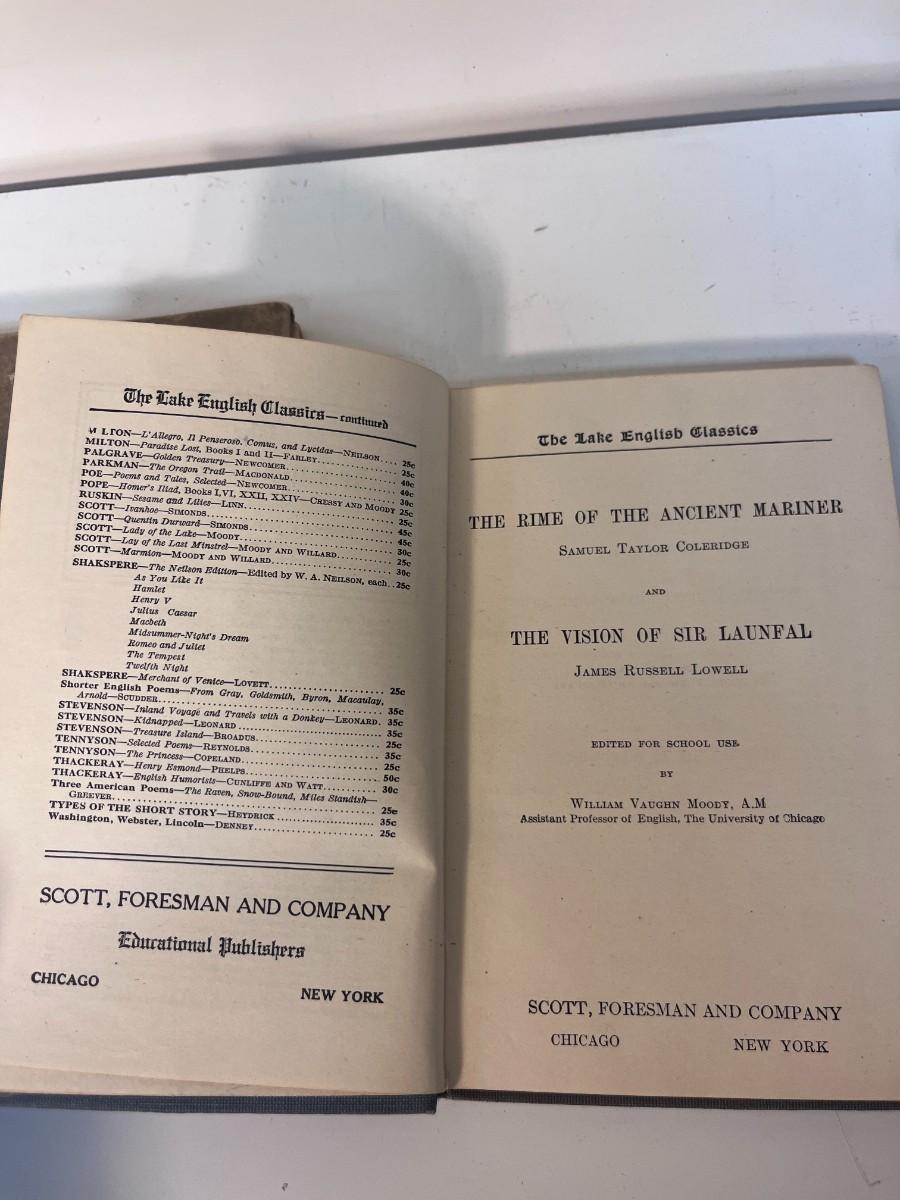 The Lake English Classics—continued
MILTON—L'Allegro, Il Penseroso, Comus, and Lycidas—NEILSON.... 25c
MILTON—Paradise Lost, Books I and II—FARLEY.................. 25c
PALGRAVE—Golden Treasury—NEWCOMER.................. 40c
PARKMAN—The Oregon Trail—MACDONALD.................. 40c
POE—Poems and Tales, Selected—NEWCOMER.................. 30c
POPE—Homer's Iliad, Books I, VI, XXII, XXIV—CRESSY AND MOODY 25c
RUSKIN—Sesame and Lilies—LINN.................. 25c
SCOTT—Ivanhoe—SIMONDS.................. 45c
SCOTT—Quentin Durward—SIMONDS.................. 45c
SCOTT—Lady of the Lake—MOODY.................. 30c
SCOTT—Lay of the Last Minstrel—MOODY AND WILLARD.................. 25c
SCOTT—Marmion—MOODY AND WILLARD.................. 30c
SHAKSPERE—The Neilson Edition—Edited by W. A. NEILSON, each..25c
As You Like It
Hamlet
Henry V
Julius Caesar
Macbeth
Midsummer-Night's Dream
Romeo and Juliet
The Tempest
Twelfth Night
SHAKSPERE—Merchant of Venice—LOVETT.................. 25c
Shorter English Poems—From Gray, Goldsmith, Byron, Macaulay,
Arnold—SCUDDER.................. 35c
STEVENSON—Inland Voyage and Travels with a Donkey—LEONARD. 35c
STEVENSON—Kidnapped—LEONARD.................. 35c
STEVENSON—Treasure Island—BROADUS.................. 25c
TENNYSON—Selected Poems—REYNOLDS.................. 35c
TENNYSON—The Princess—COPELAND.................. 25c
THACKERAY—Henry Esmond—PHELPS.................. 50c
THACKERAY—English Humorists—CUNLIFFE AND WATT.................. 30c
Three American Poems—The Raven, Snow-Bound, Miles Standish—
GREEVER.................. 25c
TYPES OF THE SHORT STORY—HEYDRICK.................. 35c
Washington, Webster, Lincoln—DENNEY.................. 25c
SCOTT, FORESMAN AND COMPANY
Educational Publishers
CHICAGO NEW YORK
The Lake English Classics
THE RIME OF THE ANCIENT MARINER
SAMUEL TAYLOR COLERIDGE
AND
THE VISION OF SIR LAUNFAL
JAMES RUSSELL LOWELL
EDITED FOR SCHOOL USE
BY
WILLIAM VAUGHN MOODY, A.M
Assistant Professor of English, The University of Chicago
SCOTT, FORESMAN AND COMPANY
CHICAGO NEW YORK